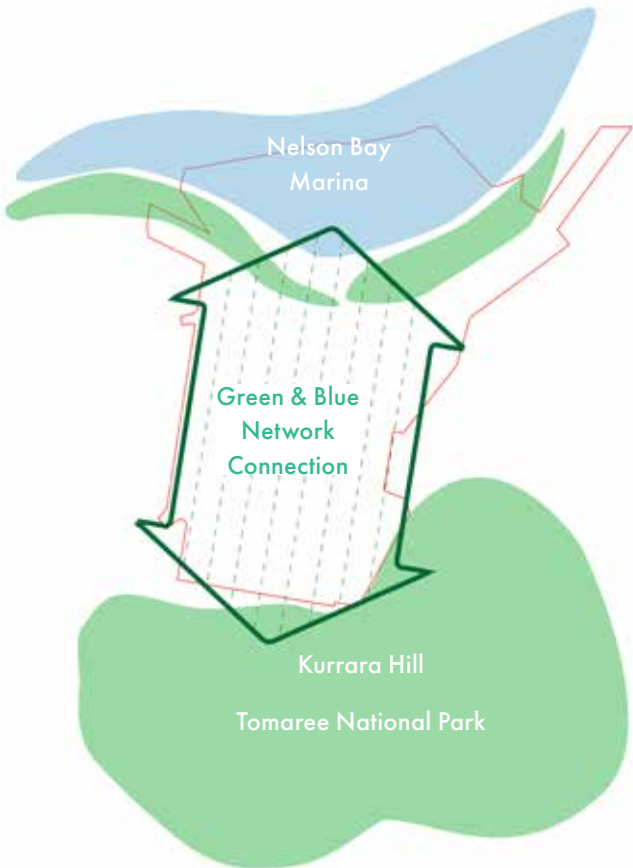 Nelson Bay
Marina
Green & Blue
Network
Connection
Kurrara Hill
Tomaree National Park